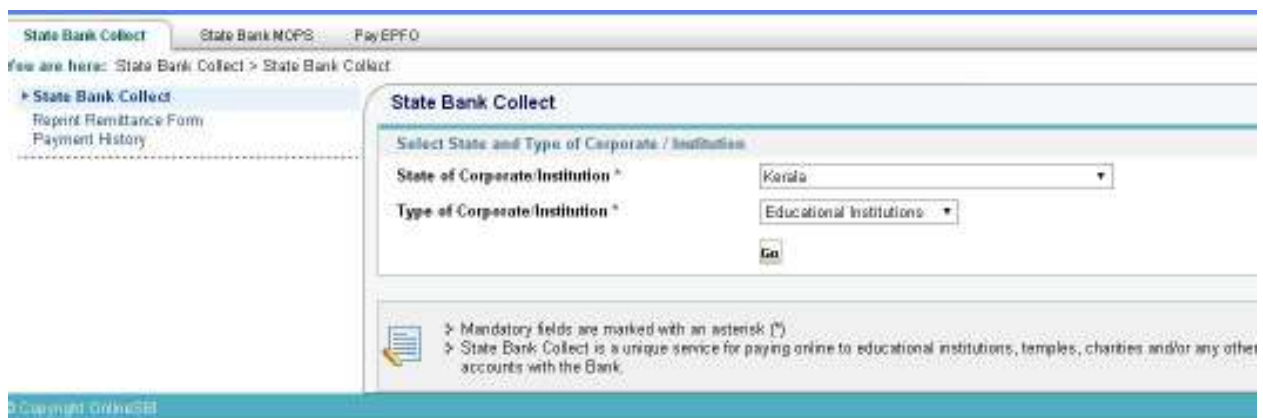 State Bank Collect State Bank MOPS Pay EPFO
You are here: State Bank Collect > State Bank Collect
State Bank Collect
Reprint Remittance Form
Payment History
State Bank Collect
Select State and Type of Corporate / Institution
State of Corporate/Institution * Kerala
Type of Corporate/Institution * Educational Institutions
Go
Mandatory fields are marked with an asterisk (*)
State Bank Collect is a unique service for paying online to educational institutions, temples, charities and/or any other
accounts with the Bank.
© Copyright OnlineSBI